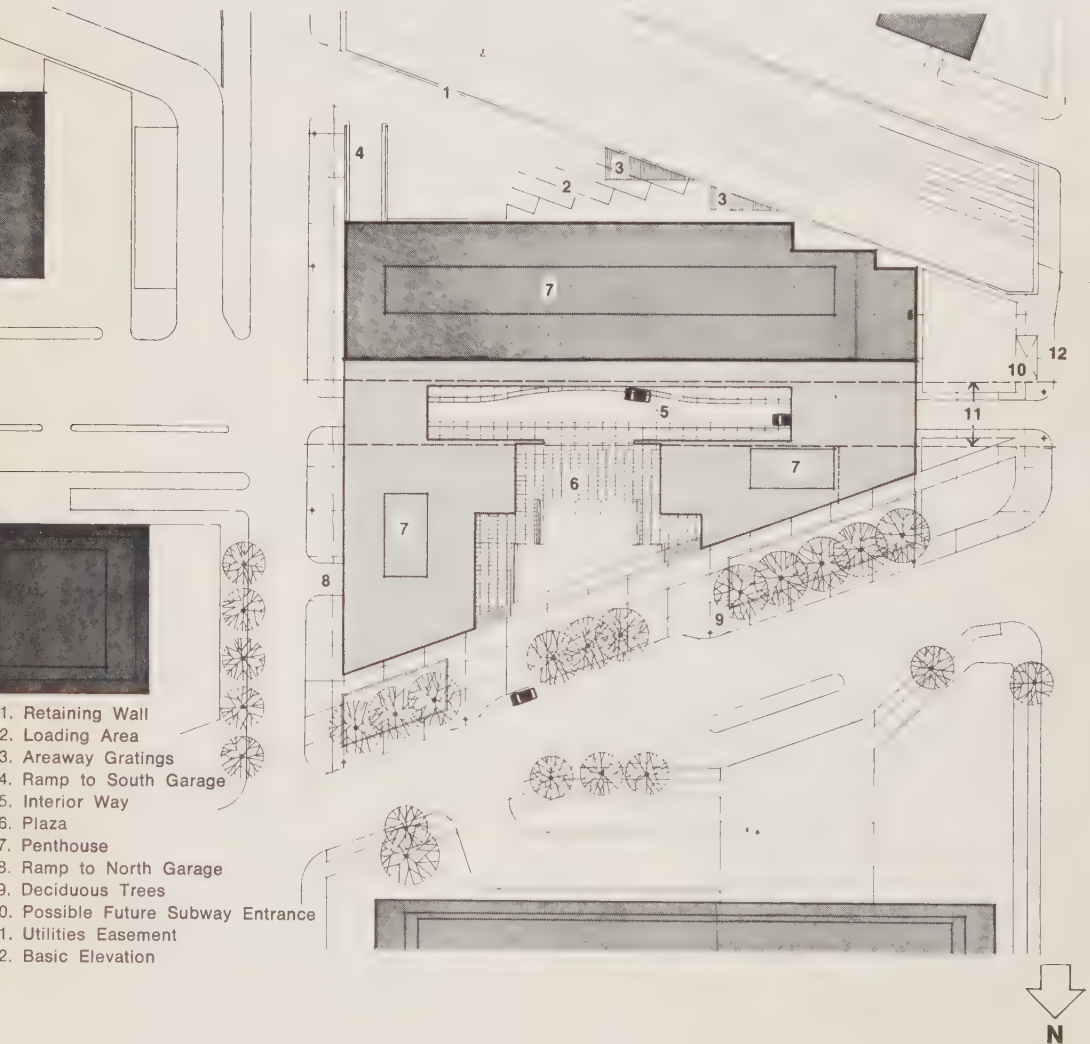 1
2
3
3
4
7
5
10
12
11
6
7
7
8
9
1. Retaining Wall
2. Loading Area
3. Areaway Gratings
4. Ramp to South Garage
5. Interior Way
6. Plaza
7. Penthouse
8. Ramp to North Garage
9. Deciduous Trees
0. Possible Future Subway Entrance
1. Utilities Easement
2. Basic Elevation
N